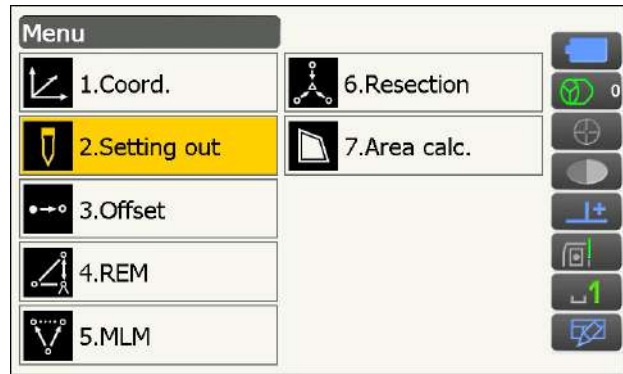 Menu
1.Coord.
2.Setting out
3.Offset
4.REM
5.MLM
6.Resection
7.Area calc.
0
1